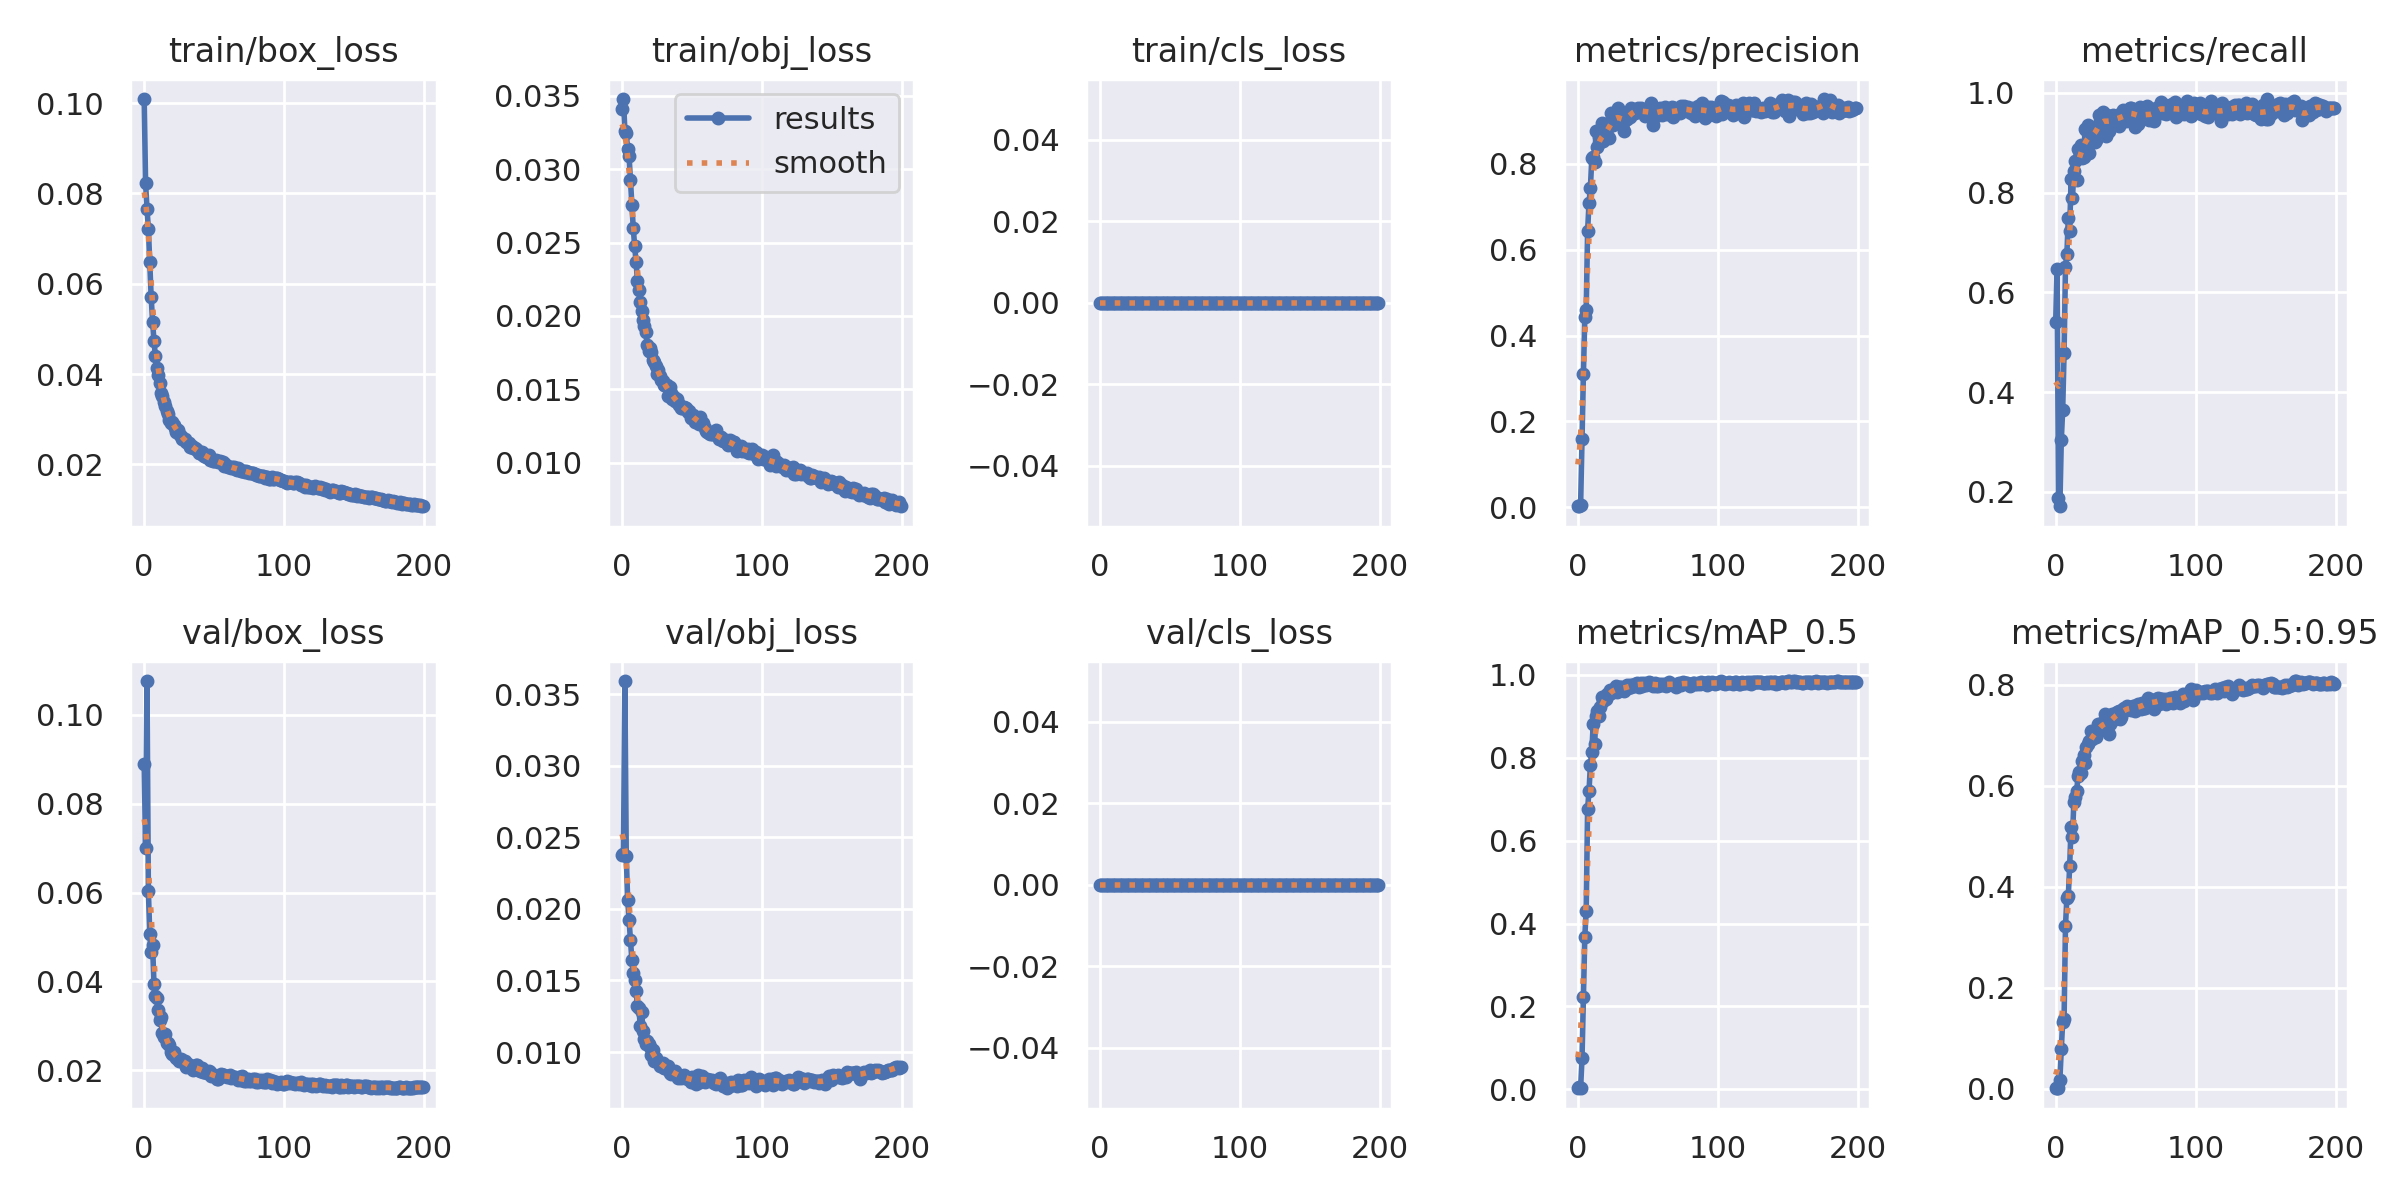 train/box_loss
0.10
0.08
0.06
0.04
0.02
0 100 200
train/obj_loss
0.035
0.030
0.025
0.020
0.015
0.010
results
smooth
0 100 200
train/cls_loss
0.04
0.02
0.00
−0.02
−0.04
0 100 200
metrics/precision
0.8
0.6
0.4
0.2
0.0
0 100 200
metrics/recall
1.0
0.8
0.6
0.4
0.2
0 100 200
val/box_loss
0.10
0.08
0.06
0.04
0.02
0 100 200
val/obj_loss
0.035
0.030
0.025
0.020
0.015
0.010
0 100 200
val/cls_loss
0.04
0.02
0.00
−0.02
−0.04
0 100 200
metrics/mAP_0.5
1.0
0.8
0.6
0.4
0.2
0.0
0 100 200
metrics/mAP_0.5:0.95
0.8
0.6
0.4
0.2
0.0
0 100 200